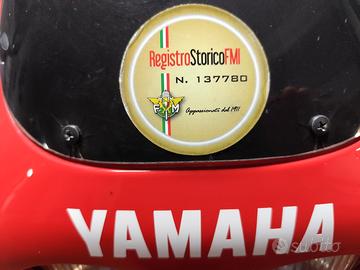 RegistroStoricoFMI
N. 137780
FMI
Appassionati dal 1911
YAMAHA
subito